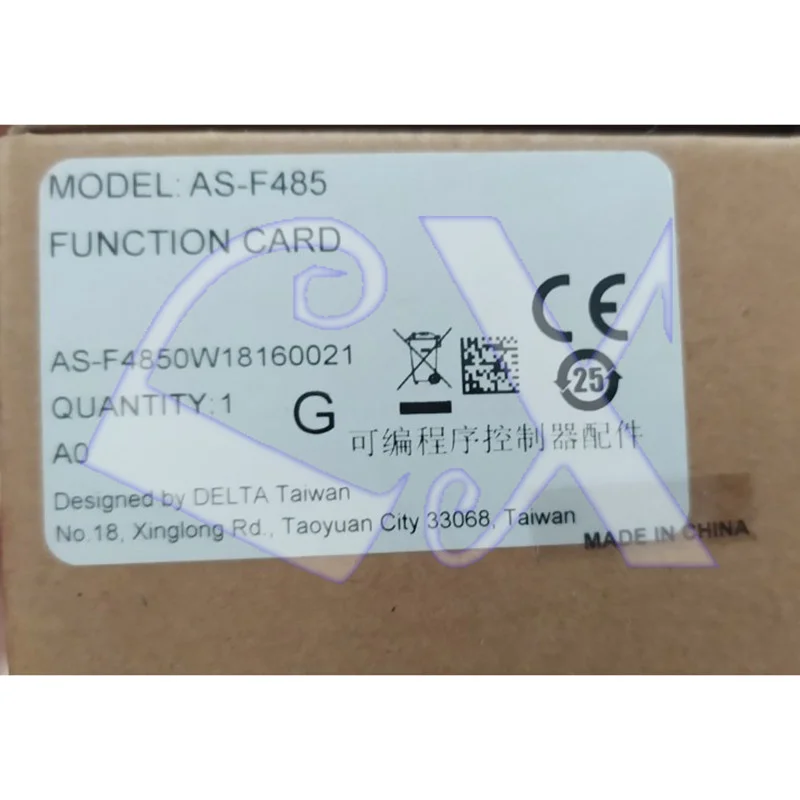 MODEL: AS-F485
FUNCTION CARD
CE
AS-F4850W18160021
25
QUANTITY:1
G
可编程序控制器配件
A0
Designed by DELTA Taiwan
No.18, Xinglong Rd., Taoyuan City 33068, Taiwan
MADE IN CHINA
LX